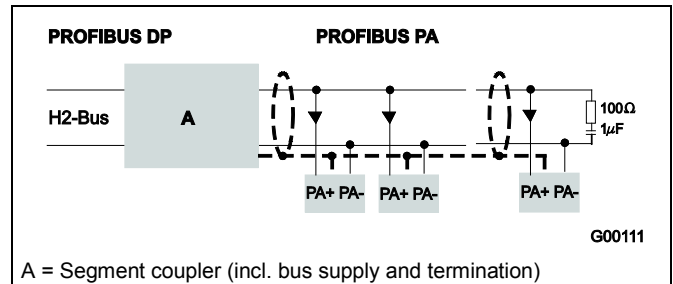 PROFIBUS DP PROFIBUS PA
H2-Bus A 100Ω
1µF
PA+ PA- PA+ PA- PA+ PA-
G00111
A = Segment coupler (incl. bus supply and termination)